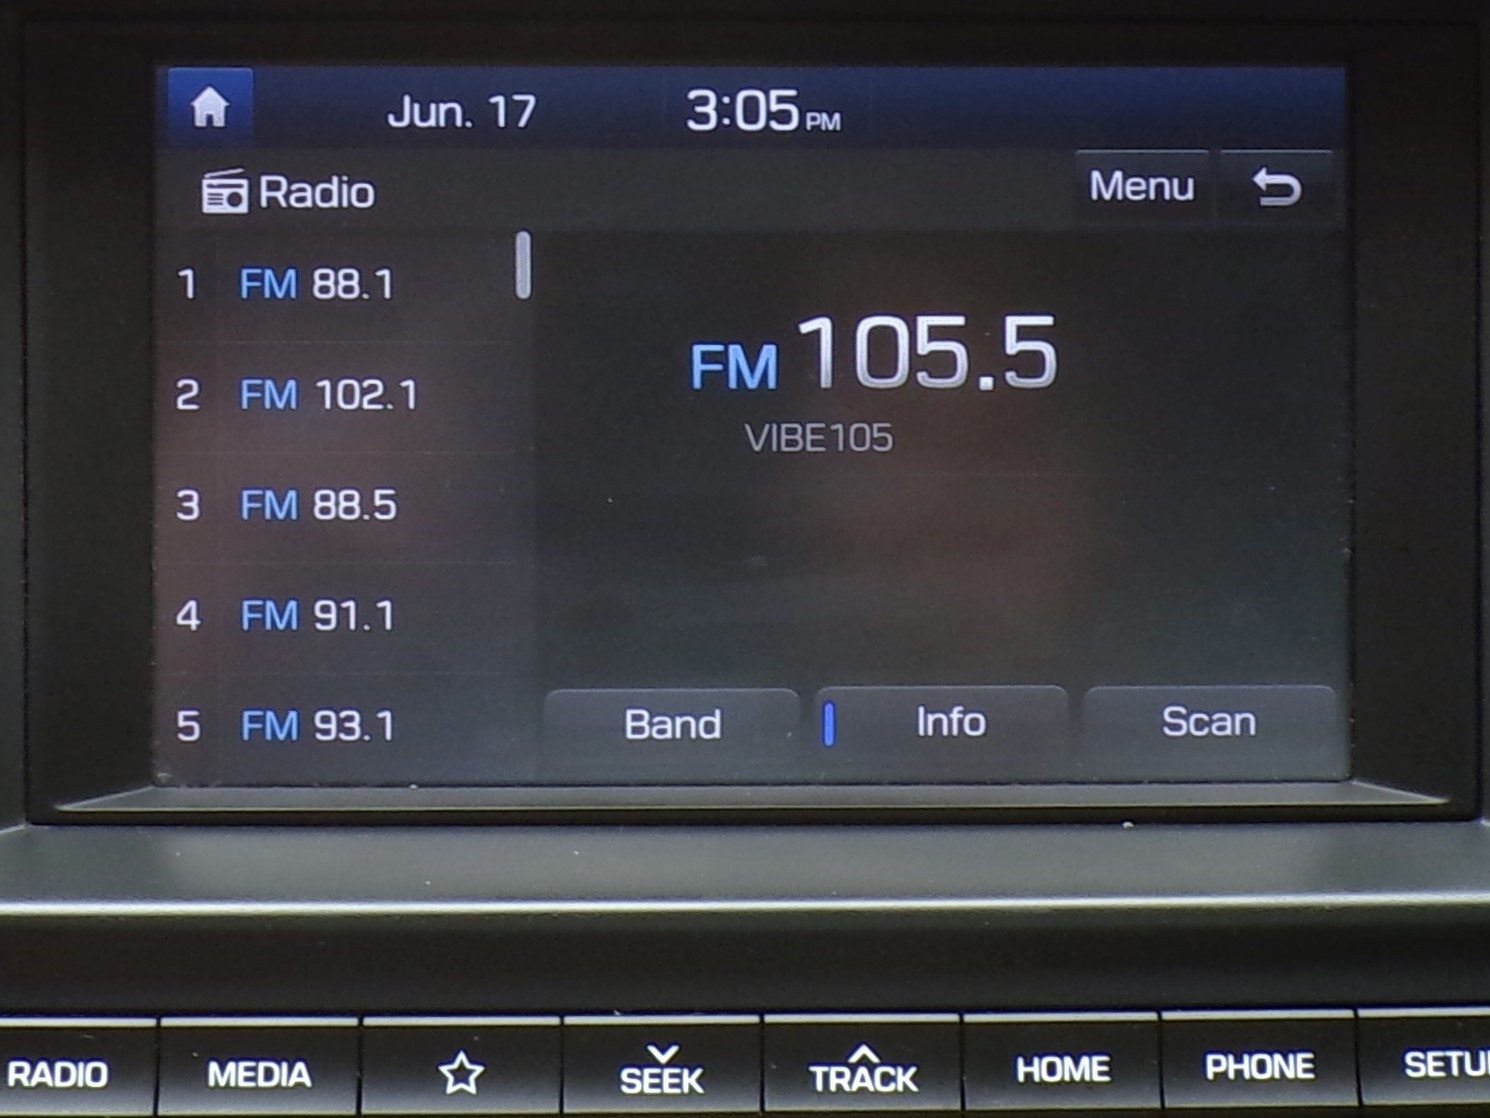 Jun. 17 3:05 PM
Radio Menu
1 FM 88.1
2 FM 102.1
3 FM 88.5
4 FM 91.1
5 FM 93.1
FM 105.5
VIBE105
Band Info Scan
RADIO MEDIA SEEK TRACK HOME PHONE SETU